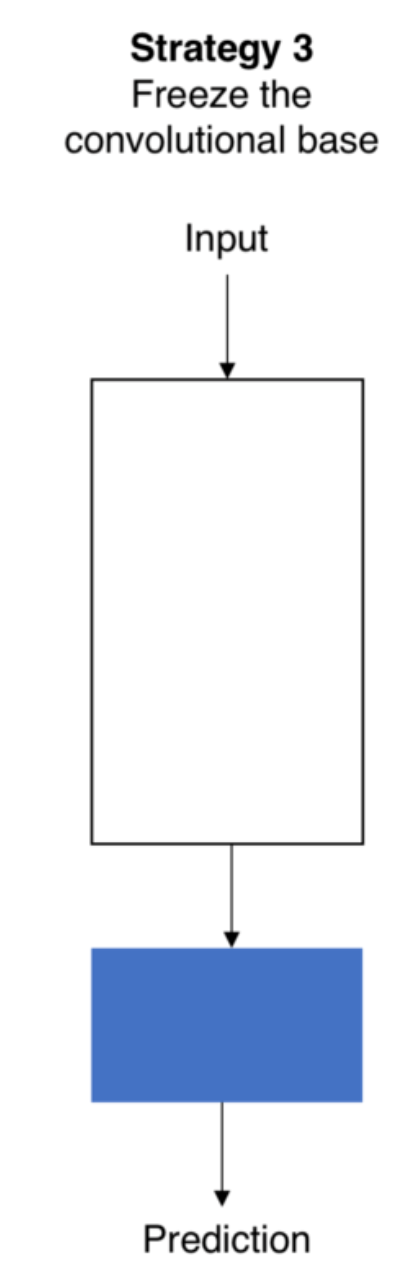 Strategy 3
Freeze the
convolutional base
Input
Prediction